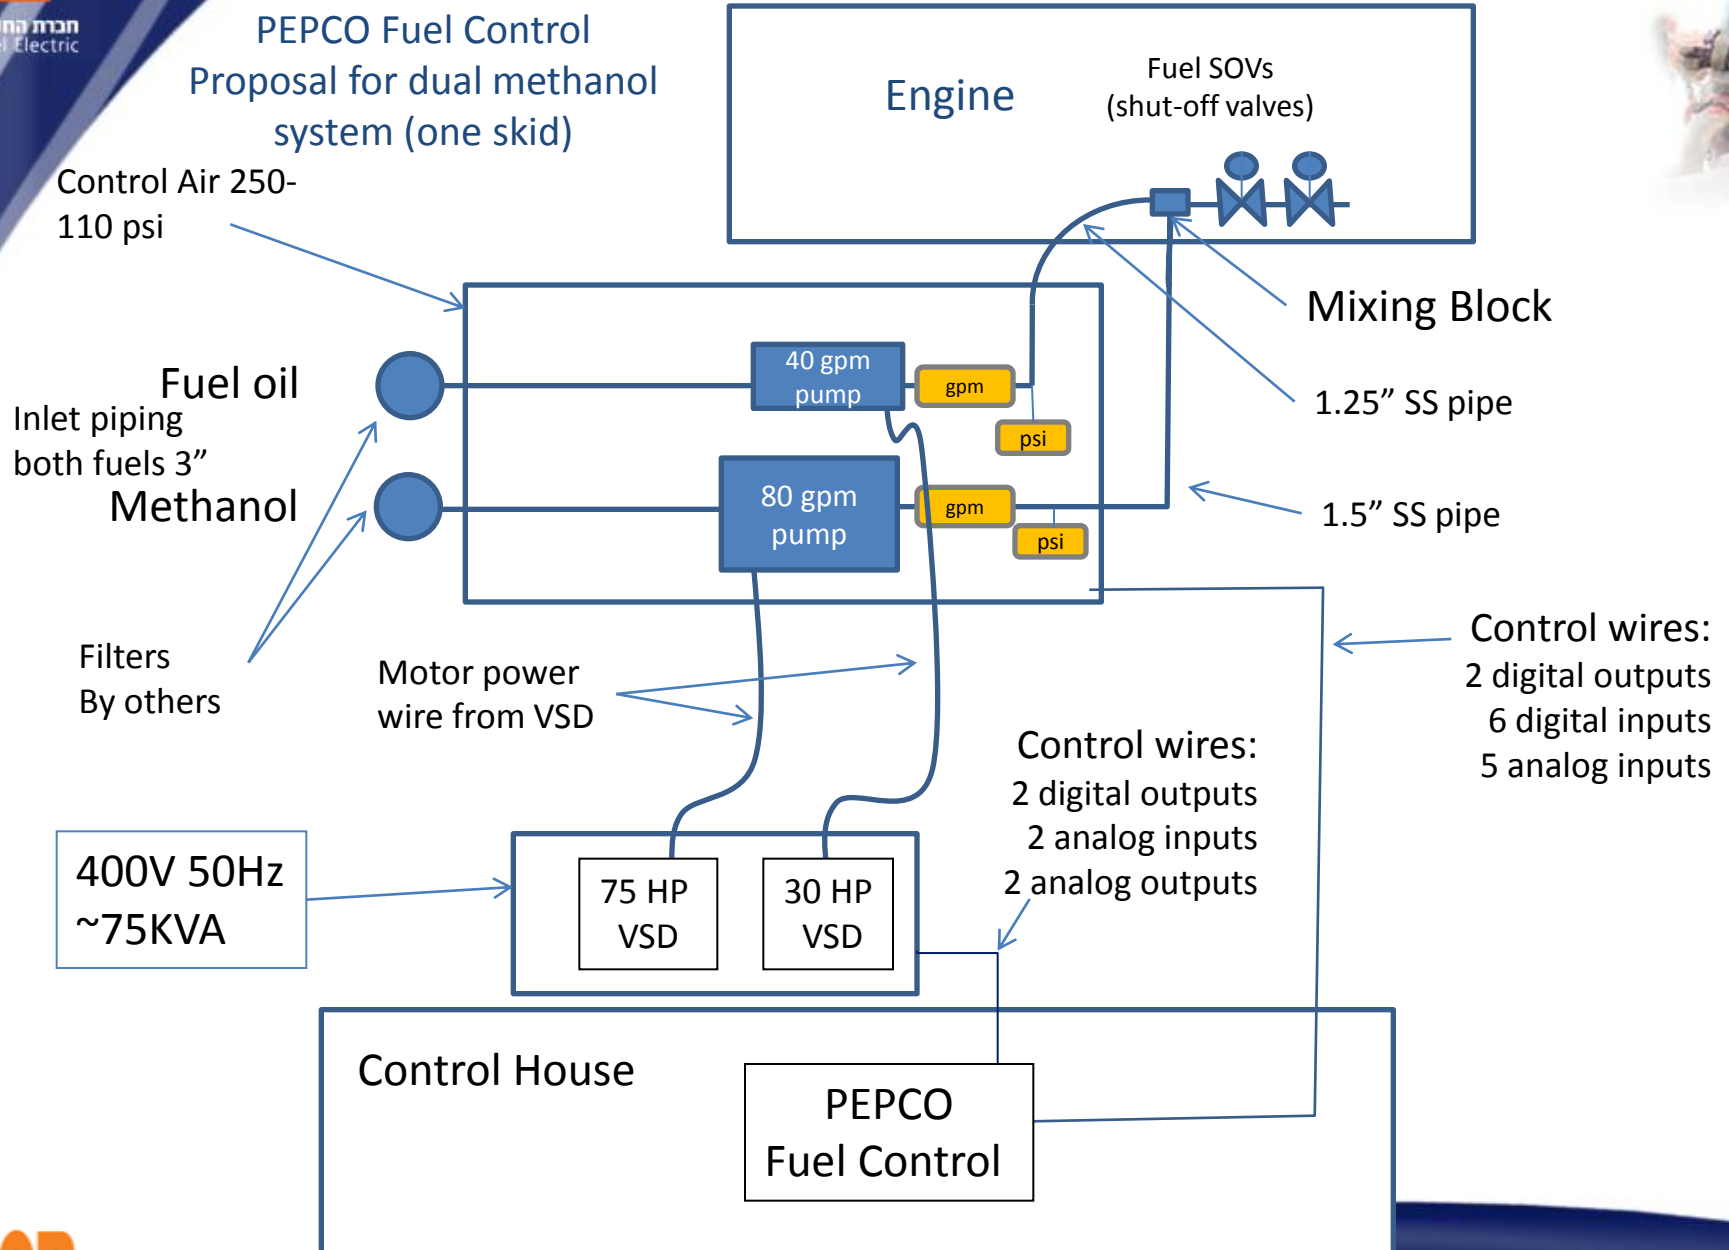 חברת החש
el Electric
PEPCO Fuel Control
Proposal for dual methanol
system (one skid)
Engine
Fuel SOVs
(shut-off valves)
Control Air 250-
110 psi
Mixing Block
Fuel oil
40 gpm
pump
gpm
psi
1.25” SS pipe
Inlet piping
both fuels 3”
Methanol
80 gpm
pump
gpm
psi
1.5” SS pipe
Filters
By others
Motor power
wire from VSD
Control wires:
2 digital outputs
6 digital inputs
5 analog inputs
Control wires:
2 digital outputs
2 analog inputs
2 analog outputs
400V 50Hz
~75KVA
75 HP
VSD
30 HP
VSD
Control House
PEPCO
Fuel Control